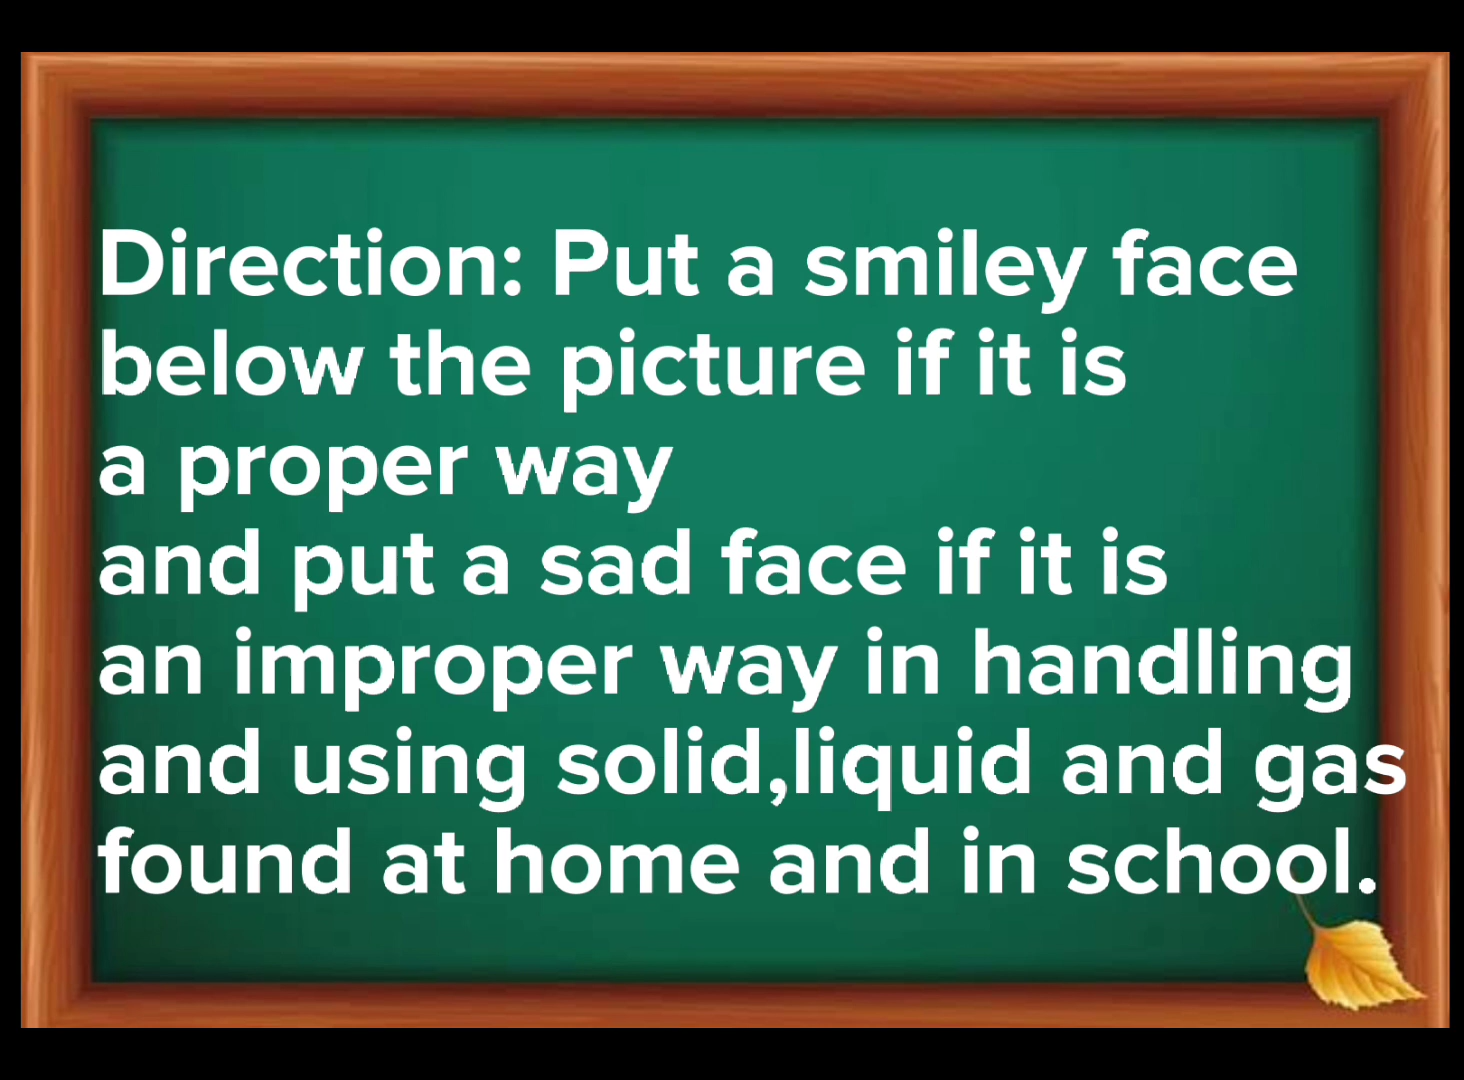 Direction: Put a smiley face
below the picture if it is
a proper way
and put a sad face if it is
an improper way in handling
and using solid,liquid and gas
found at home and in school.